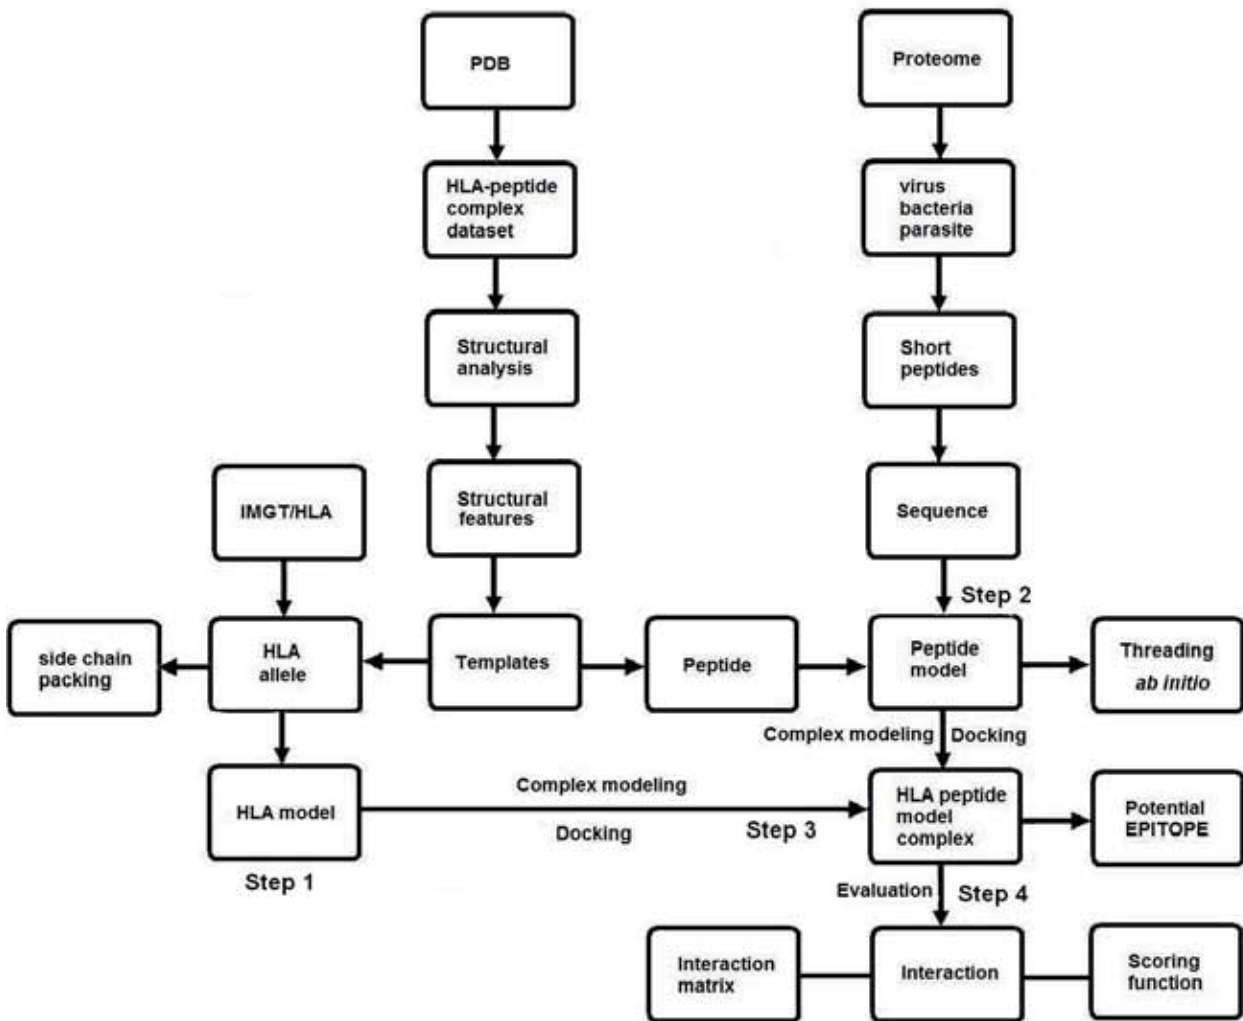 PDB
Proteome
HLA-peptide
complex
dataset
virus
bacteria
parasite
Structural
analysis
Short
peptides
IMGT/HLA
Structural
features
Sequence
Step 2
side chain
packing
HLA
allele
Templates
Peptide
Peptide
model
Threading
ab initio
Complex modeling
Docking
HLA model
Complex modeling
Docking
Step 3
HLA peptide
model
complex
Potential
EPITOPE
Step 1
Evaluation
Step 4
Interaction
matrix
Interaction
Scoring
function